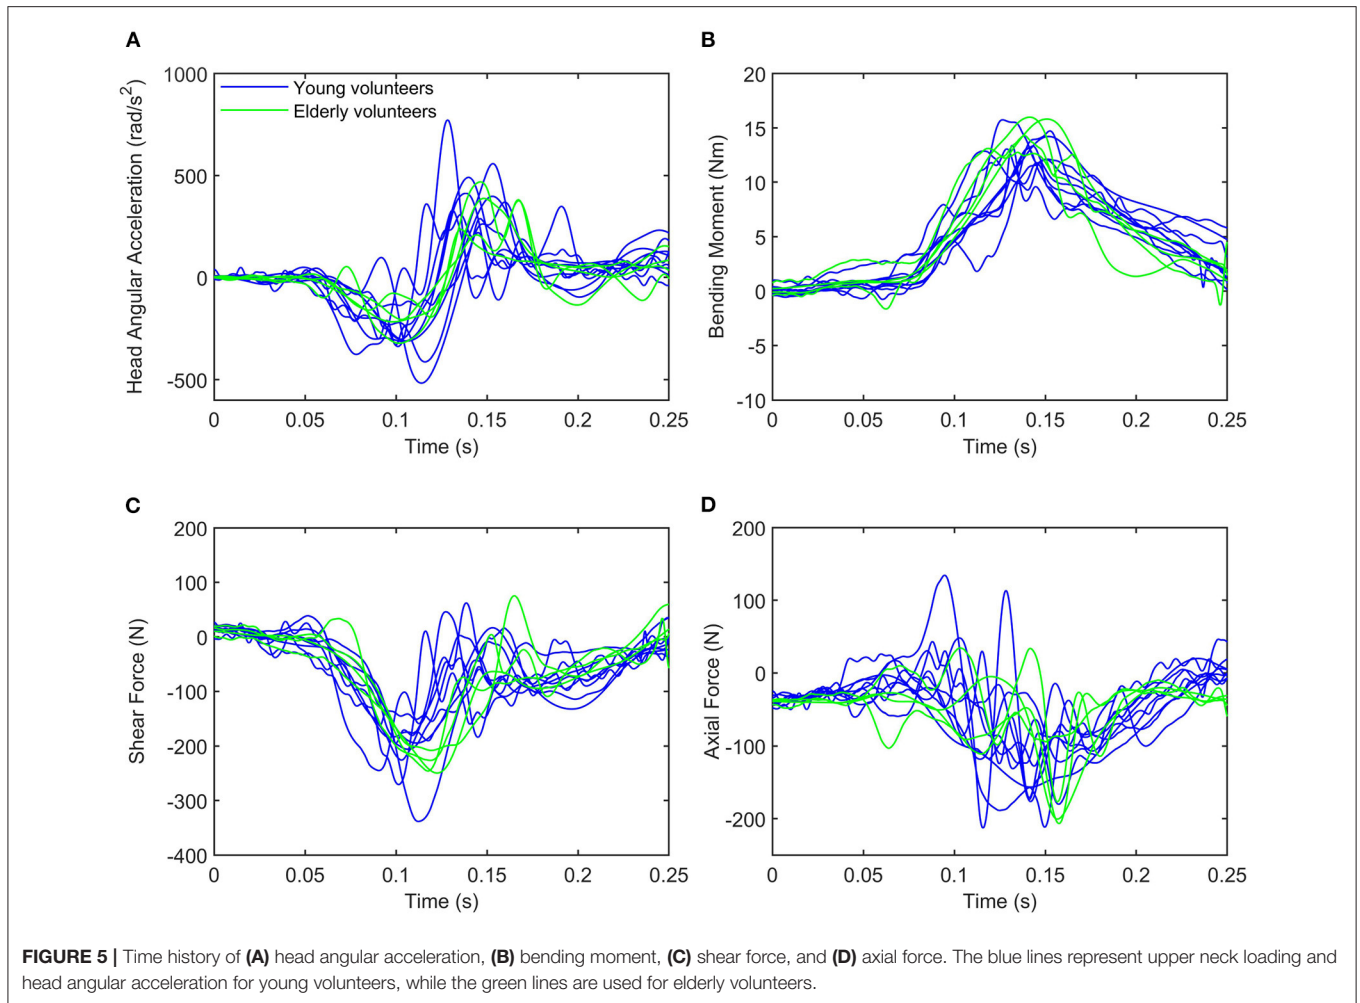 A
Head Angular Acceleration (rad/s²)
1000
500
0
-500
Young volunteers
Elderly volunteers
0 0.05 0.1 0.15 0.2 0.25
Time (s)
B
Bending Moment (Nm)
20
15
10
5
0
-5
-10
0 0.05 0.1 0.15 0.2 0.25
Time (s)
C
Shear Force (N)
200
100
0
-100
-200
-300
-400
0 0.05 0.1 0.15 0.2 0.25
Time (s)
D
Axial Force (N)
200
100
0
-100
-200
0 0.05 0.1 0.15 0.2 0.25
Time (s)
FIGURE 5 | Time history of (A) head angular acceleration, (B) bending moment, (C) shear force, and (D) axial force. The blue lines represent upper neck loading and
head angular acceleration for young volunteers, while the green lines are used for elderly volunteers.